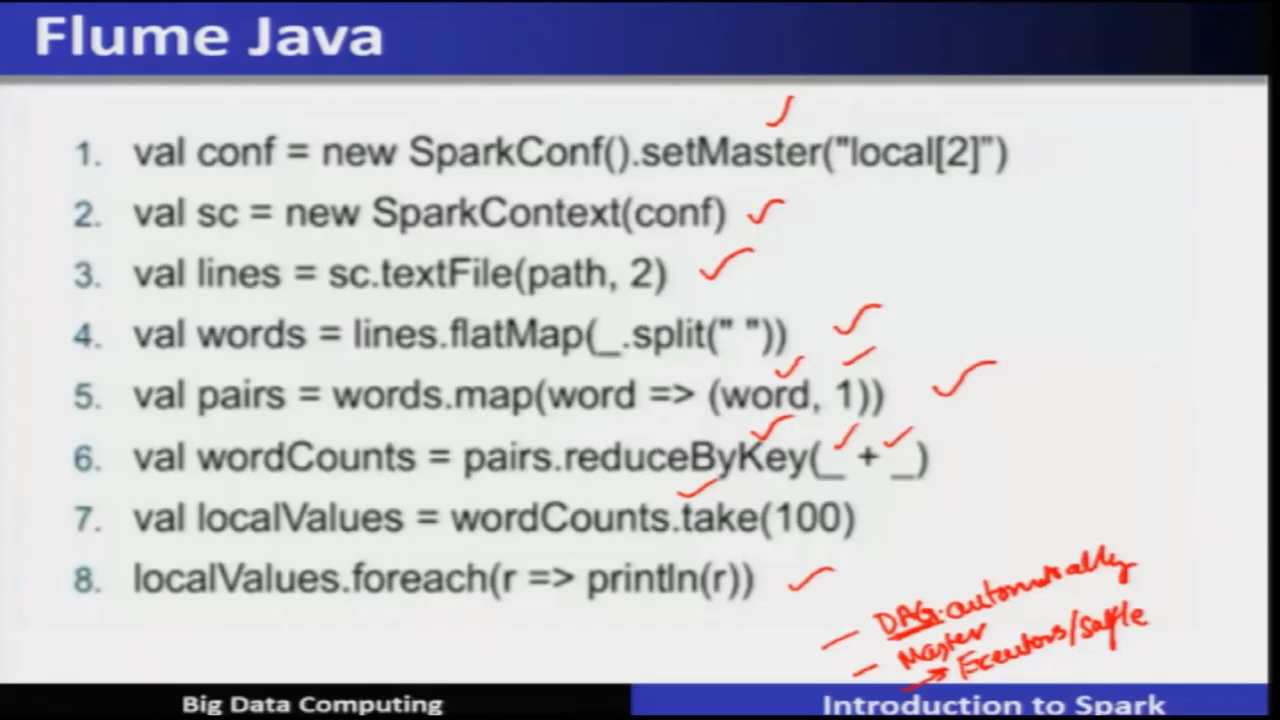 Flume Java
1. val conf = new SparkConf().setMaster("local[2]")
2. val sc = new SparkContext(conf)
3. val lines = sc.textFile(path, 2)
4. val words = lines.flatMap(_.split(" "))
5. val pairs = words.map(word => (word, 1))
6. val wordCounts = pairs.reduceByKey(_ + _)
7. val localValues = wordCounts.take(100)
8. localValues.foreach(r => println(r))
— DAG automatically
— Master
→ Executors/
Big Data Computing
Introduction to Spark